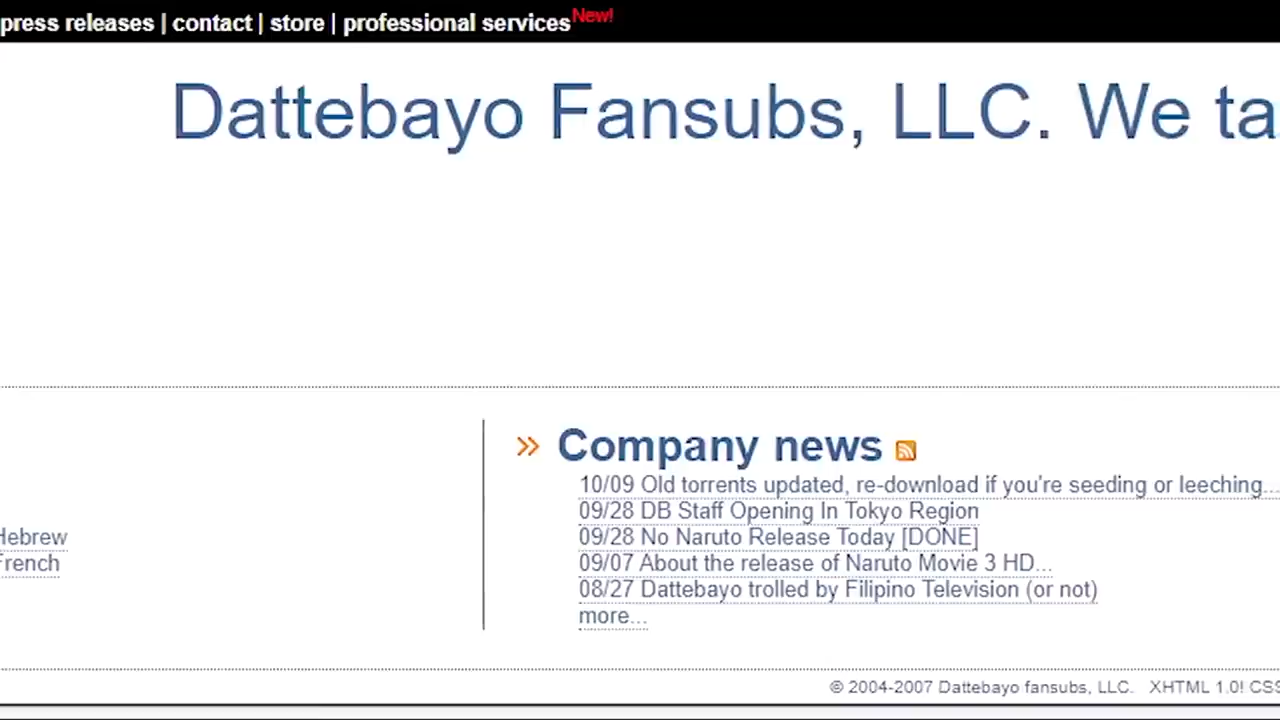 press releases | contact | store | professional services New!
Dattebayo Fansubs, LLC. We ta
» Company news
10/09 Old torrents updated, re-download if you're seeding or leeching...
09/28 DB Staff Opening In Tokyo Region
Hebrew
09/28 No Naruto Release Today [DONE]
French
09/07 About the release of Naruto Movie 3 HD...
08/27 Dattebayo trolled by Filipino Television (or not)
more...
© 2004-2007 Dattebayo fansubs, LLC. XHTML 1.0! CSS